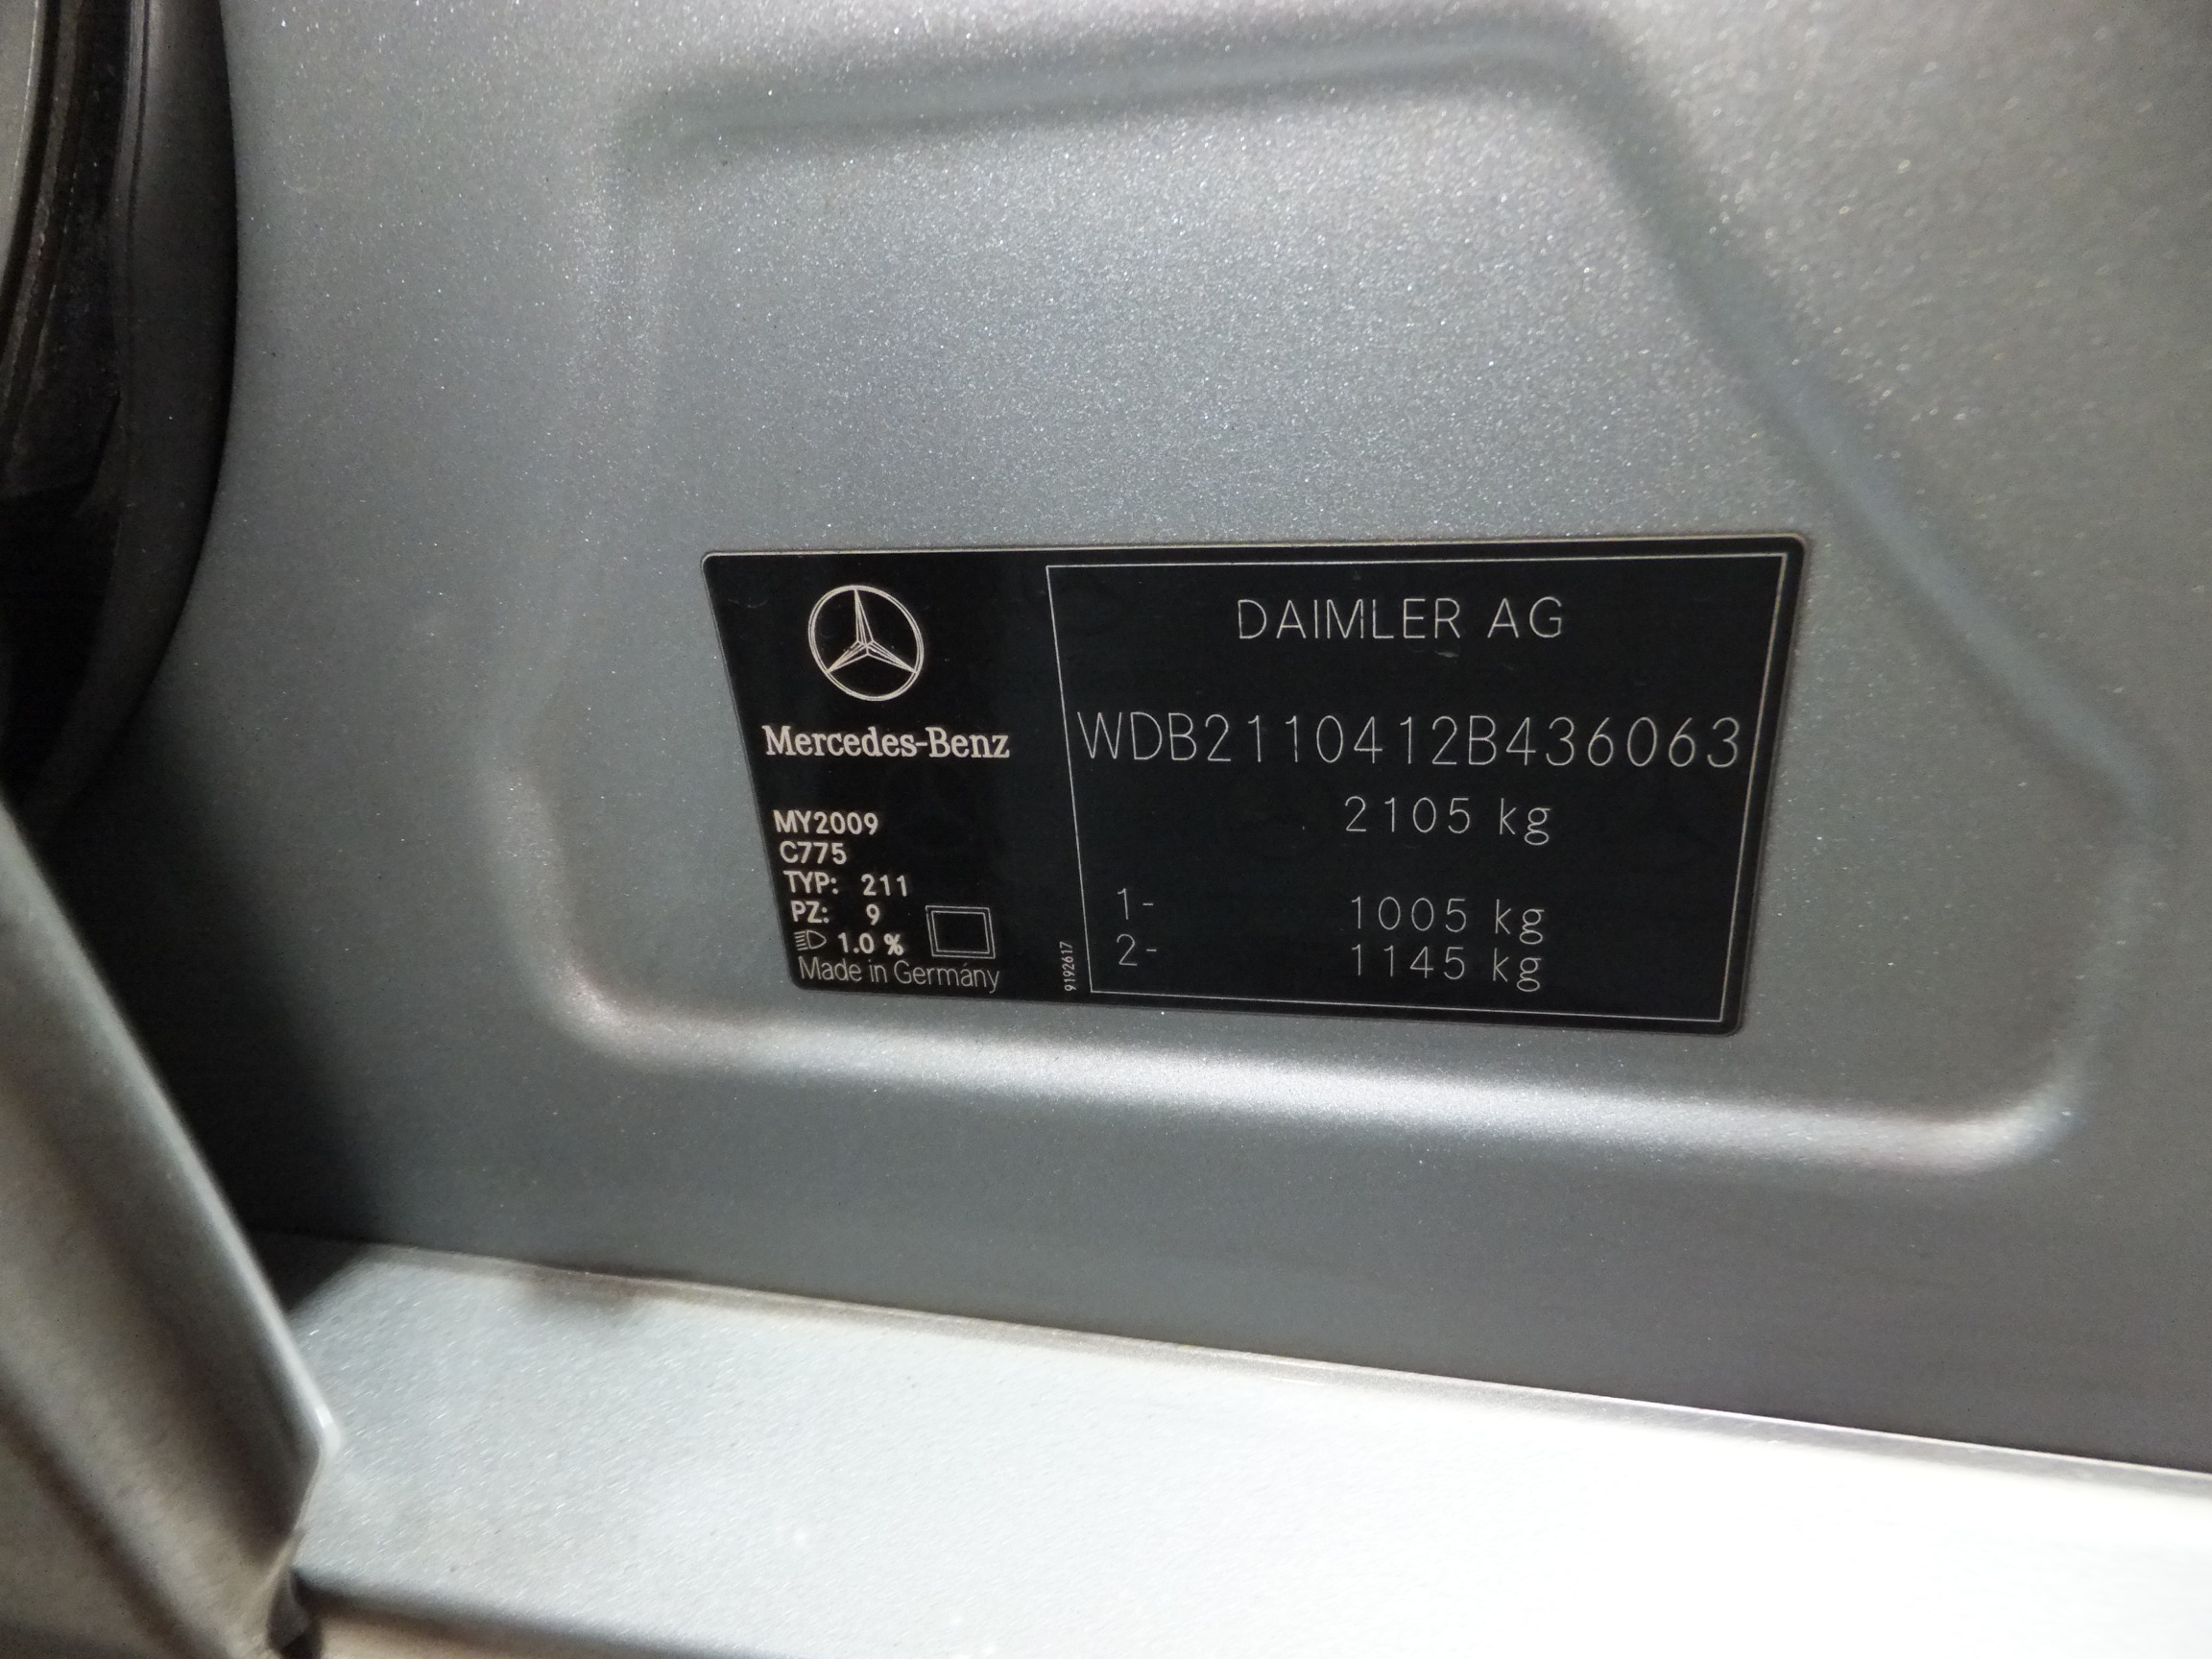 Mercedes-Benz
MY2009
C775
TYP: 211
PZ: 9
1.0 %
Made in Germany
9192617
DAIMLER AG
WDB2110412B436063
2105 kg
1- 1005 kg
2- 1145 kg